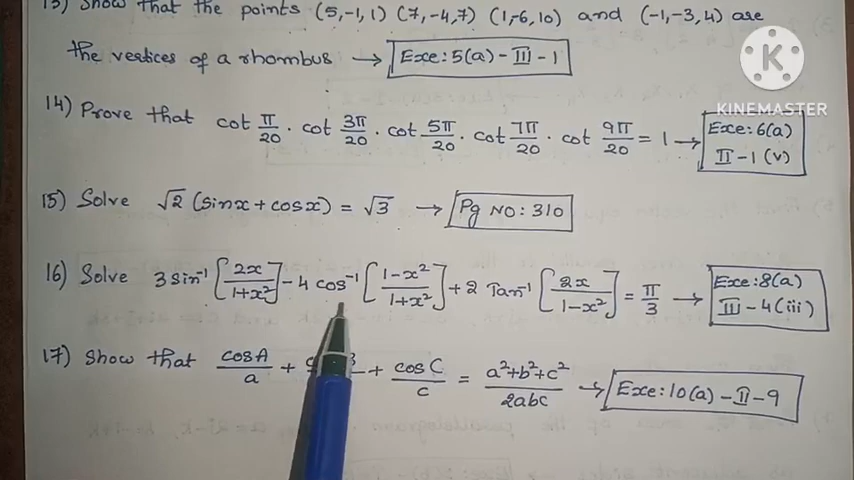 13) Show that the points (5,-1,1) (7,-4,7) (1,-6,10) and (-1,-3,4) are
the vertices of a rhombus → Exe: 5(a) - III - 1
KINEMASTER
14) Prove that cot π/20 . cot 3π/20 . cot 5π/20 . cot 7π/20 . cot 9π/20 = 1 → Exe: 6(a) II - 1 (v)
15) Solve √2 (sinx + cosx) = √3 → Pg NO: 310
16) Solve 3 sin⁻¹ [2x/1+x²] - 4 cos⁻¹ [1-x²/1+x²] + 2 Tan⁻¹ [2x/1-x²] = π/3 → Exe: 8(a) III - 4(iii)
17) Show that cosA/a + + cosC/c = a²+b²+c²/2abc → Exe: 10(a) - II - 9